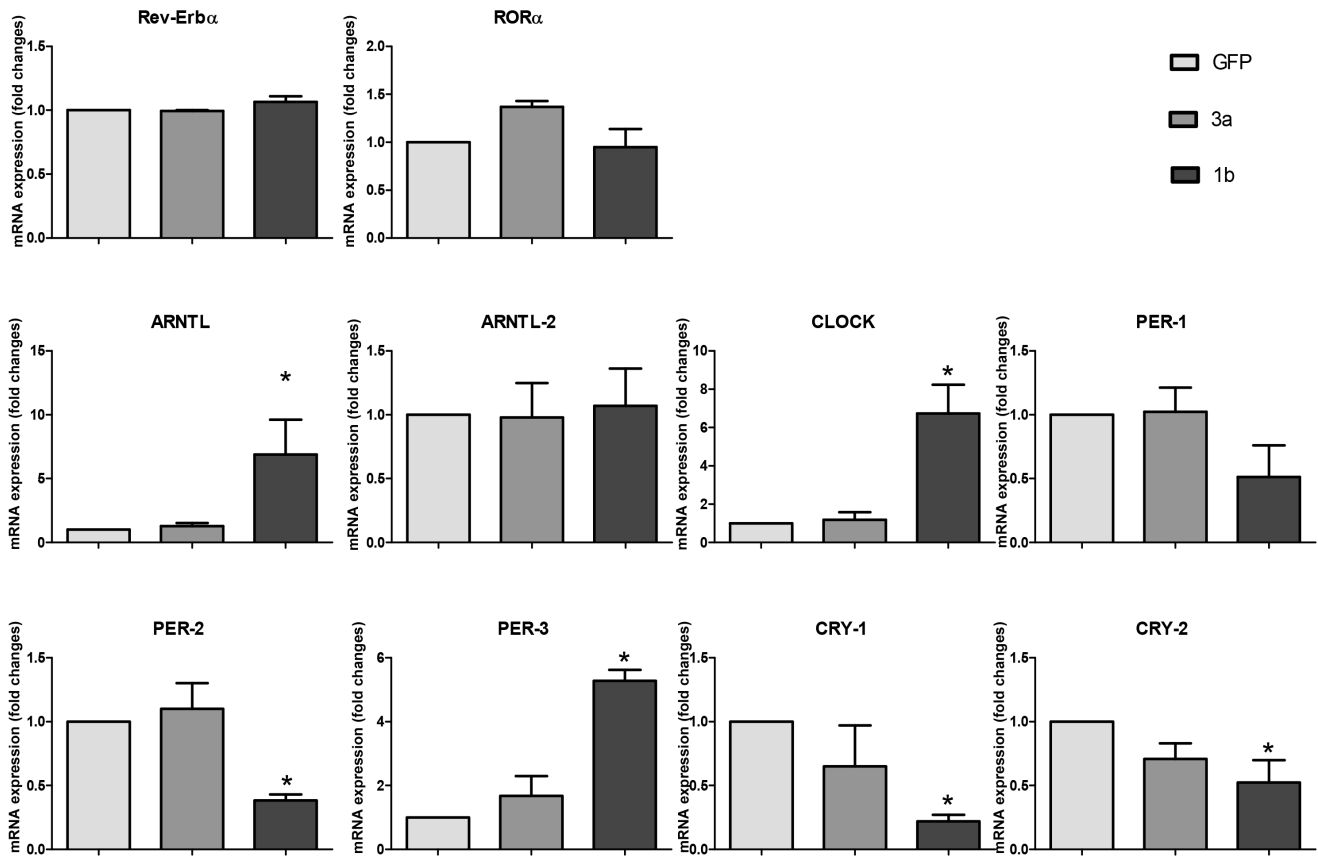 Rev-Erbα
mRNA expression (fold changes)
1.5
1.0
0.5
0.0
RORα
mRNA expression (fold changes)
2.0
1.5
1.0
0.5
0.0
GFP
3a
1b
ARNTL
mRNA expression (fold changes)
15
10
5
0
*
ARNTL-2
mRNA expression (fold changes)
1.5
1.0
0.5
0.0
CLOCK
mRNA expression (fold changes)
10
8
6
4
2
0
*
PER-1
mRNA expression (fold changes)
1.5
1.0
0.5
0.0
PER-2
mRNA expression (fold changes)
1.5
1.0
0.5
0.0
*
PER-3
mRNA expression (fold changes)
6
4
2
0
*
CRY-1
mRNA expression (fold changes)
1.5
1.0
0.5
0.0
*
CRY-2
mRNA expression (fold changes)
1.5
1.0
0.5
0.0
*